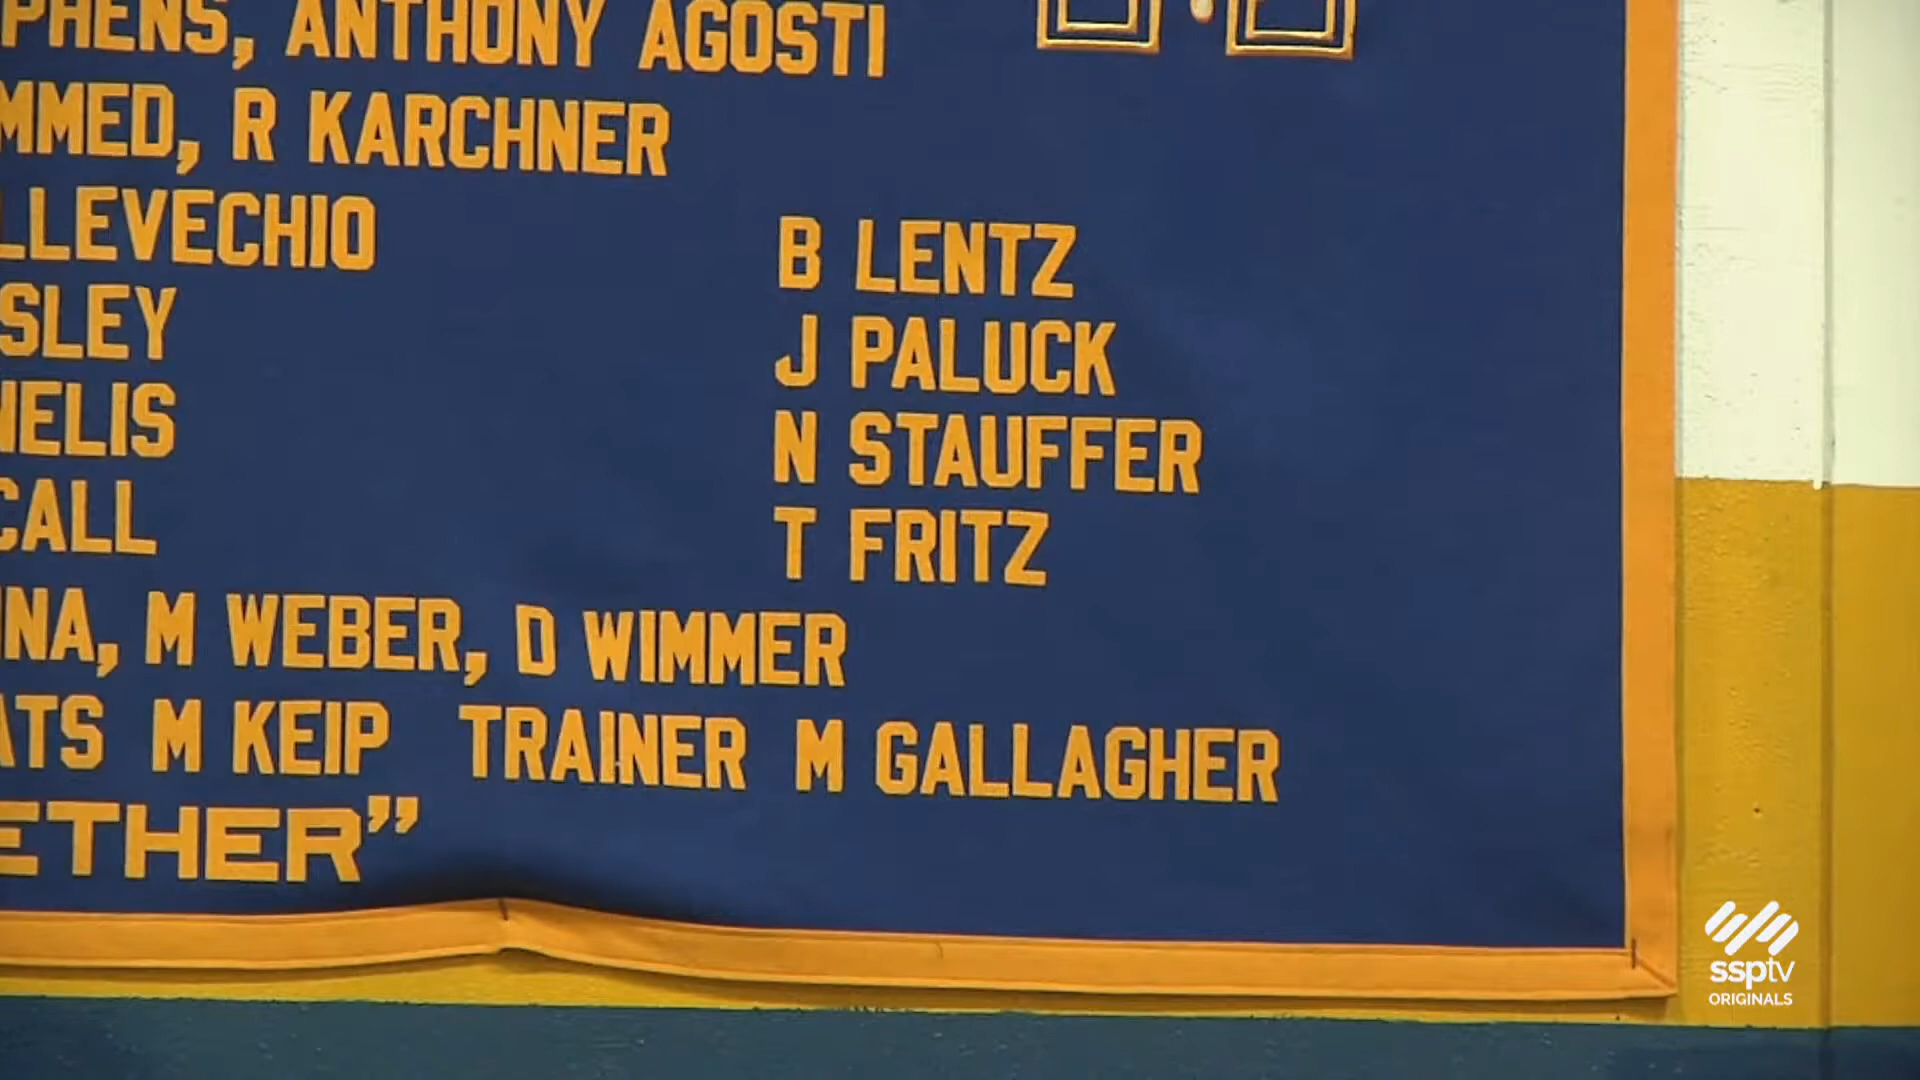 PHENS, ANTHONY AGOSTI
MMED, R KARCHNER
LLEVECHIO
B LENTZ
SLEY
J PALUCK
NELIS
N STAUFFER
CALL
T FRITZ
INA, M WEBER, D WIMMER
ATS M KEIP TRAINER M GALLAGHER
ETHER”
ssptv
ORIGINALS